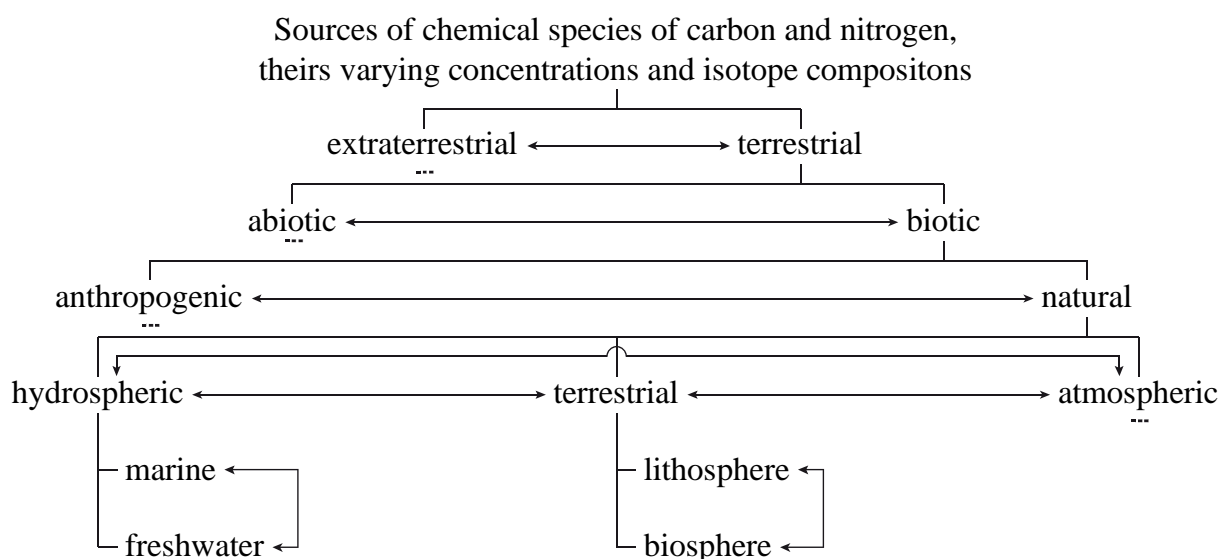 Sources of chemical species of carbon and nitrogen,
theirs varying concentrations and isotope compositons
extraterrestrial terrestrial
abiotic biotic
anthropogenic natural
hydrospheric terrestrial atmospheric
marine lithosphere
freshwater biosphere